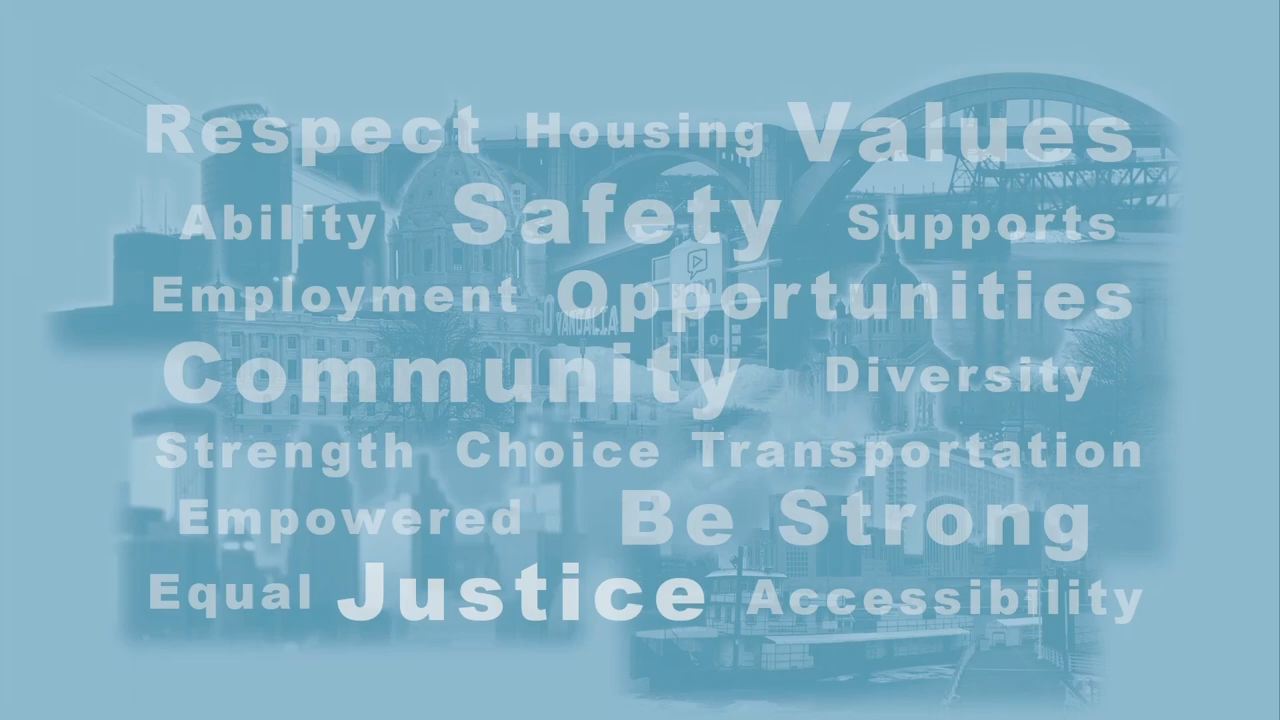 Respect Housing Values
Ability Safety Supports
Employment Opportunities
VANDALIA
Community Diversity
Strength Choice Transportation
Empowered Be Strong
Equal Justice Accessibility